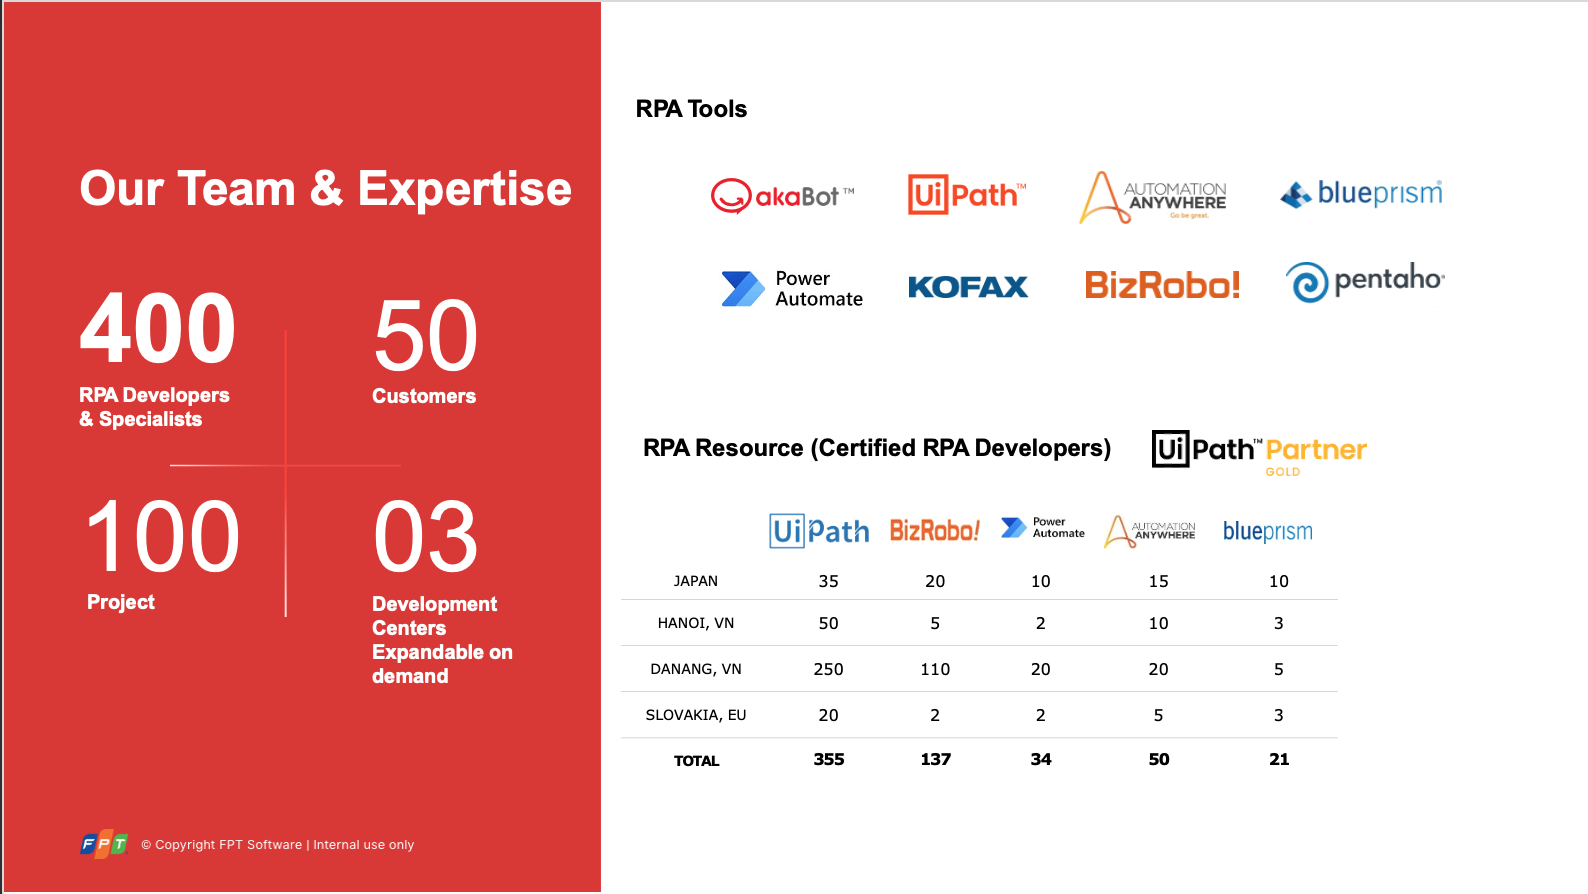 Our Team & Expertise
400
RPA Developers
& Specialists
50
Customers
100
Project
03
Development
Centers
Expandable on
demand
FPT
© Copyright FPT Software | Internal use only
RPA Tools
akaBot™
UiPath™
AUTOMATION
ANYWHERE
Go be great.
blueprism®
Power
Automate
KOFAX
BizRobo!
pentaho
RPA Resource (Certified RPA Developers)
UiPath™ Partner
GOLD
UiPath BizRobo! Power Automate AUTOMATION ANYWHERE blueprism
JAPAN 35 20 10 15 10
HANOI, VN 50 5 2 10 3
DANANG, VN 250 110 20 20 5
SLOVAKIA, EU 20 2 2 5 3
TOTAL 355 137 34 50 21